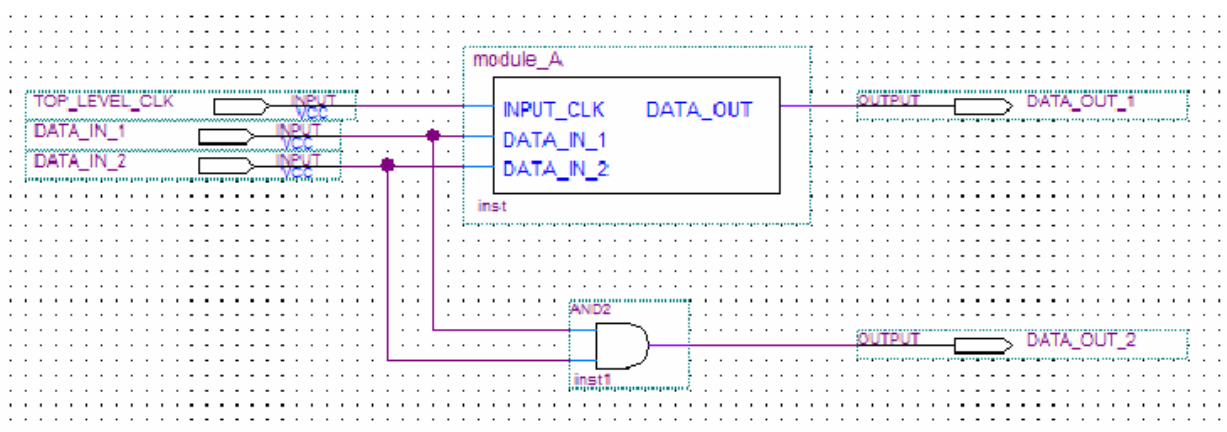 module_A
TOP_LEVEL_CLK INPUT VCC
INPUT_CLK DATA_OUT
OUTPUT DATA_OUT_1
DATA_IN_1 INPUT VCC
DATA_IN_1
DATA_IN_2 INPUT VCC
DATA_IN_2
inst
AND2
OUTPUT DATA_OUT_2
inst1